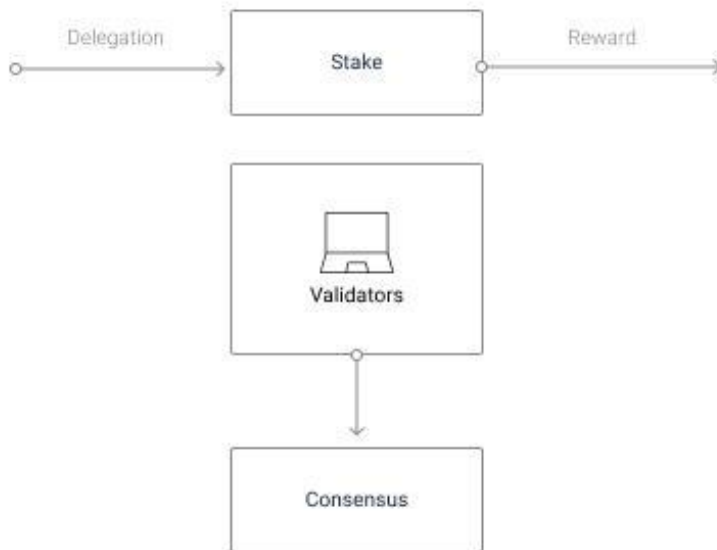 Delegation
Stake
Reward
Validators
Consensus